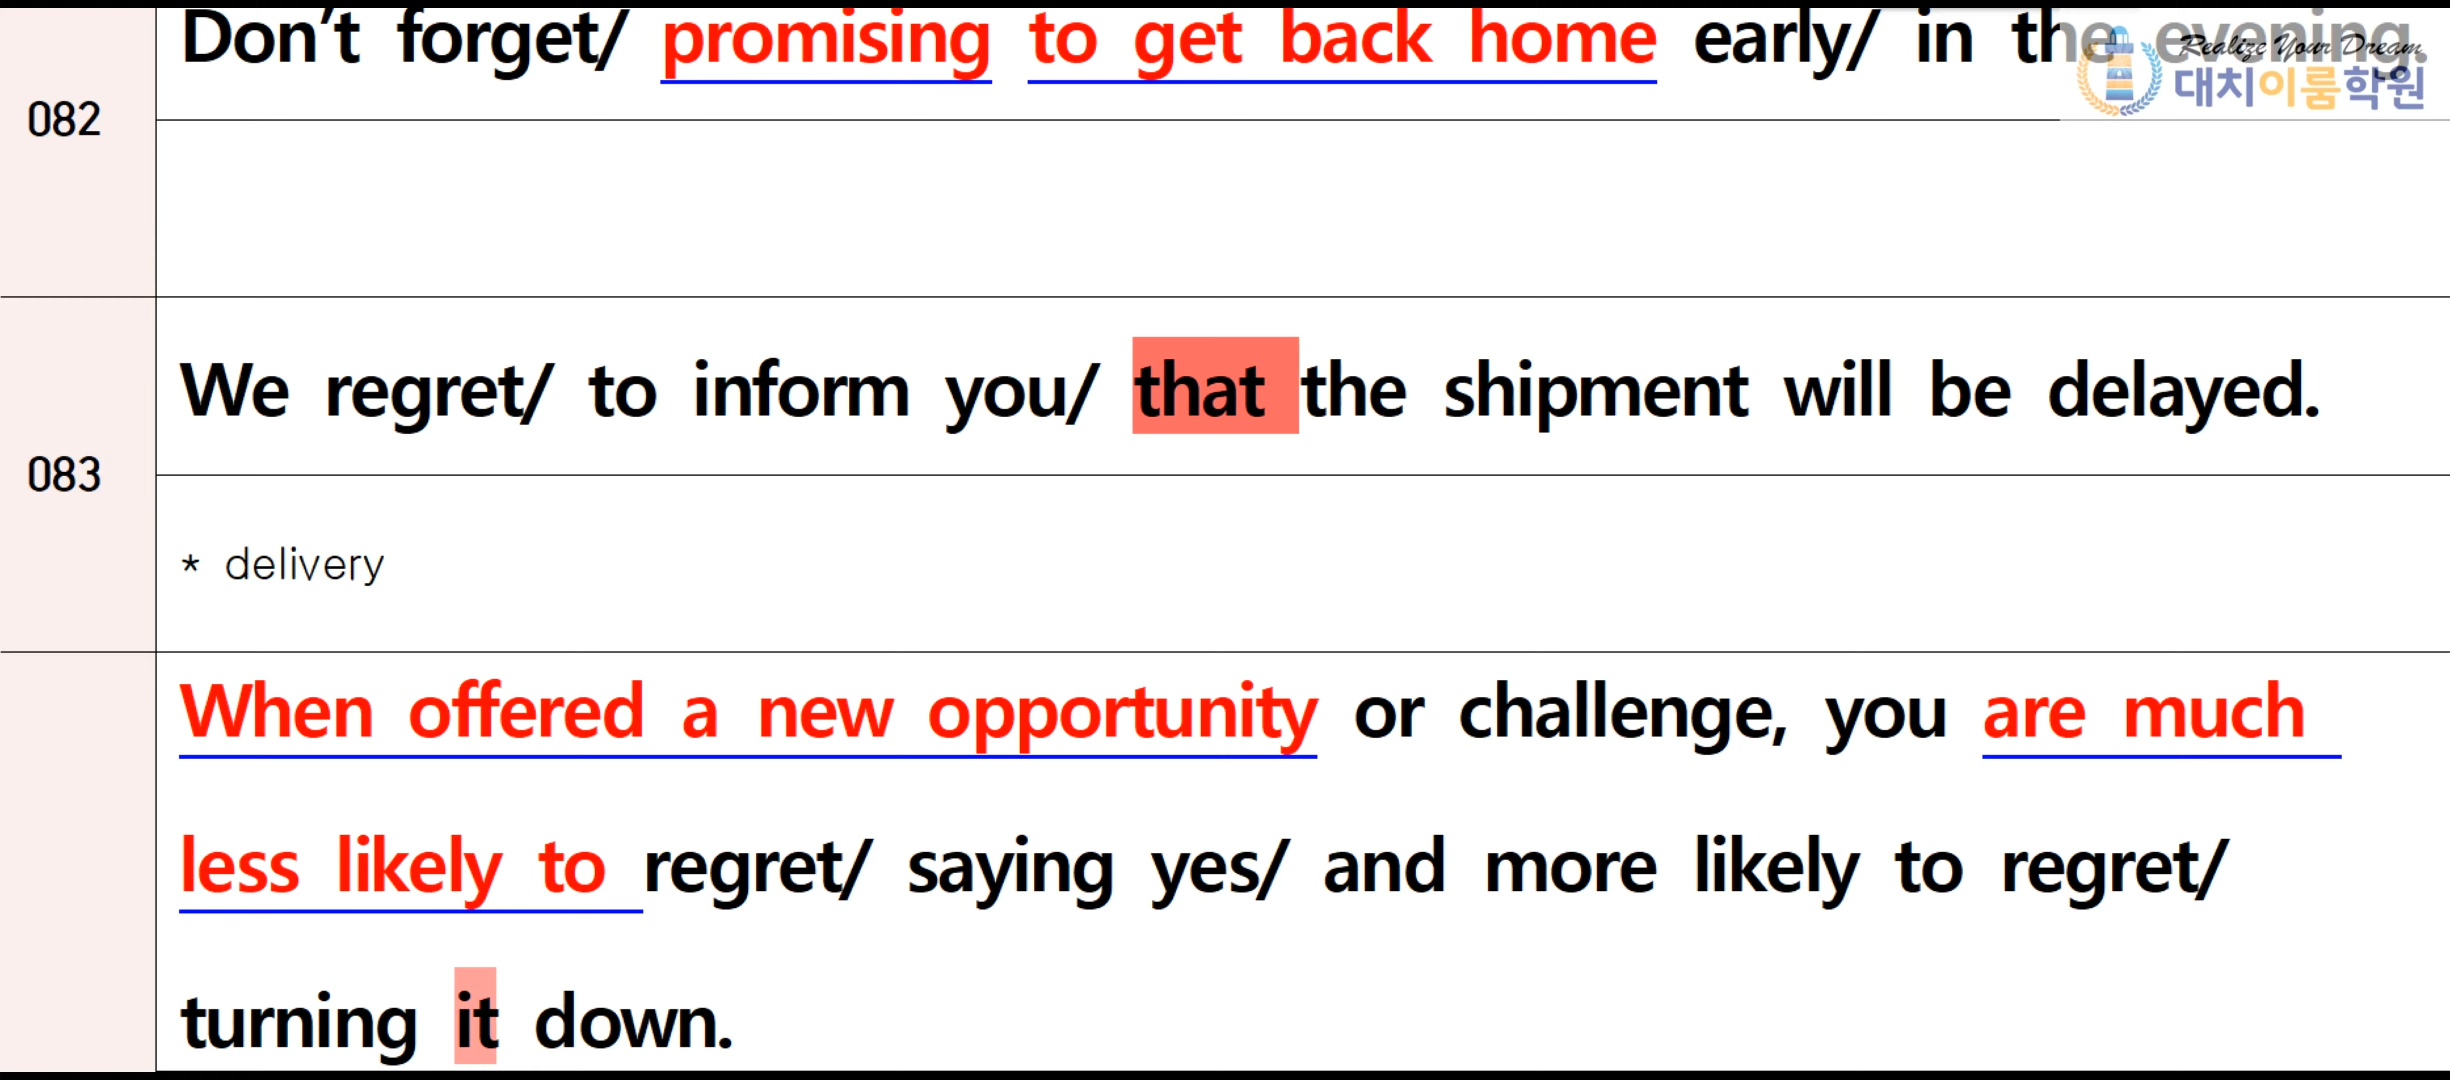 Don't forget/ promising to get back home early/ in the evening.
Realize Your Dream
대치이룸학원
082
We regret/ to inform you/ that the shipment will be delayed.
083
* delivery
When offered a new opportunity or challenge, you are much
less likely to regret/ saying yes/ and more likely to regret/
turning it down.